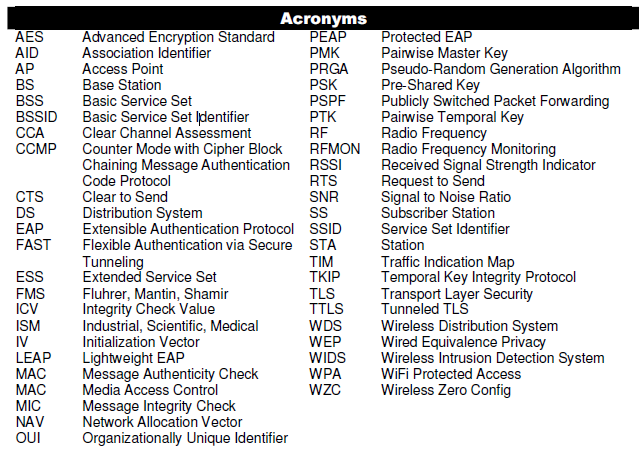 Acronyms
AES Advanced Encryption Standard
AID Association Identifier
AP Access Point
BS Base Station
BSS Basic Service Set
BSSID Basic Service Set Identifier
CCA Clear Channel Assessment
CCMP Counter Mode with Cipher Block
Chaining Message Authentication
Code Protocol
CTS Clear to Send
DS Distribution System
EAP Extensible Authentication Protocol
FAST Flexible Authentication via Secure
Tunneling
ESS Extended Service Set
FMS Fluhrer, Mantin, Shamir
ICV Integrity Check Value
ISM Industrial, Scientific, Medical
IV Initialization Vector
LEAP Lightweight EAP
MAC Message Authenticity Check
MAC Media Access Control
MIC Message Integrity Check
NAV Network Allocation Vector
OUI Organizationally Unique Identifier
PEAP Protected EAP
PMK Pairwise Master Key
PRGA Pseudo-Random Generation Algorithm
PSK Pre-Shared Key
PSPF Publicly Switched Packet Forwarding
PTK Pairwise Temporal Key
RF Radio Frequency
RFMON Radio Frequency Monitoring
RSSI Received Signal Strength Indicator
RTS Request to Send
SNR Signal to Noise Ratio
SS Subscriber Station
SSID Service Set Identifier
STA Station
TIM Traffic Indication Map
TKIP Temporal Key Integrity Protocol
TLS Transport Layer Security
TTLS Tunneled TLS
WDS Wireless Distribution System
WEP Wired Equivalence Privacy
WIDS Wireless Intrusion Detection System
WPA WiFi Protected Access
WZC Wireless Zero Config